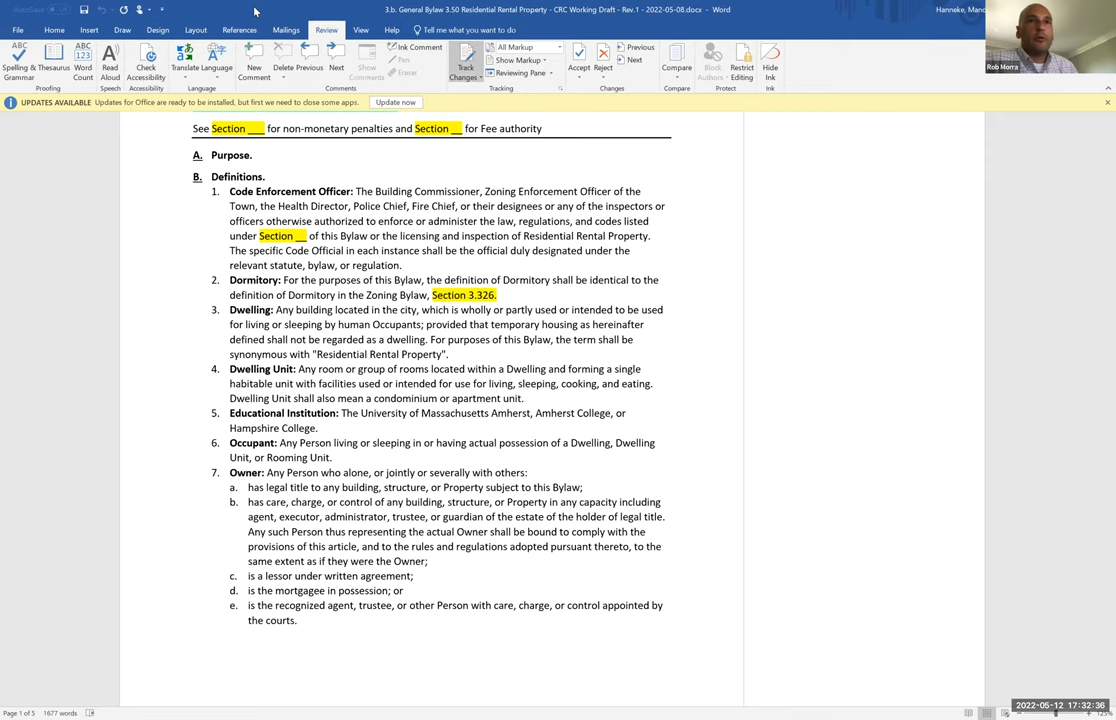 AutoSave
3.b. General Bylaw 3.50 Residential Rental Property - CRC Working Draft - Rev.1 - 2022-05-08.docx - Word
Hanneke, Manc
File Home Insert Draw Design Layout References Mailings Review View Help Tell me what you want to do
Spelling & Grammar
Thesaurus
Word Count
Read Aloud
Check Accessibility
Translate
Language
New Comment
Delete
Previous
Next
Show Comments
Ink Comment
Pen
Eraser
Track Changes
All Markup
Show Markup
Reviewing Pane
Accept
Reject
Previous
Next
Compare
Block Authors
Restrict Editing
Hide Ink
Proofing Speech Accessibility Language Comments Tracking Changes Compare Protect Ink
Rob Morra
UPDATES AVAILABLE Updates for Office are ready to be installed, but first we need to close some apps. Update now
See Section ___ for non-monetary penalties and Section __ for Fee authority
A. Purpose.
B. Definitions.
1. Code Enforcement Officer: The Building Commissioner, Zoning Enforcement Officer of the
Town, the Health Director, Police Chief, Fire Chief, or their designees or any of the inspectors or
officers otherwise authorized to enforce or administer the law, regulations, and codes listed
under Section __ of this Bylaw or the licensing and inspection of Residential Rental Property.
The specific Code Official in each instance shall be the official duly designated under the
relevant statute, bylaw, or regulation.
2. Dormitory: For the purposes of this Bylaw, the definition of Dormitory shall be identical to the
definition of Dormitory in the Zoning Bylaw, Section 3.326.
3. Dwelling: Any building located in the city, which is wholly or partly used or intended to be used
for living or sleeping by human Occupants; provided that temporary housing as hereinafter
defined shall not be regarded as a dwelling. For purposes of this Bylaw, the term shall be
synonymous with "Residential Rental Property".
4. Dwelling Unit: Any room or group of rooms located within a Dwelling and forming a single
habitable unit with facilities used or intended for use for living, sleeping, cooking, and eating.
Dwelling Unit shall also mean a condominium or apartment unit.
5. Educational Institution: The University of Massachusetts Amherst, Amherst College, or
Hampshire College.
6. Occupant: Any Person living or sleeping in or having actual possession of a Dwelling, Dwelling
Unit, or Rooming Unit.
7. Owner: Any Person who alone, or jointly or severally with others:
a. has legal title to any building, structure, or Property subject to this Bylaw;
b. has care, charge, or control of any building, structure, or Property in any capacity including
agent, executor, administrator, trustee, or guardian of the estate of the holder of legal title.
Any such Person thus representing the actual Owner shall be bound to comply with the
provisions of this article, and to the rules and regulations adopted pursuant thereto, to the
same extent as if they were the Owner;
c. is a lessor under written agreement;
d. is the mortgagee in possession; or
e. is the recognized agent, trustee, or other Person with care, charge, or control appointed by
the courts.
Page 1 of 5 1677 words
2022-05-12 17:32:36
125%